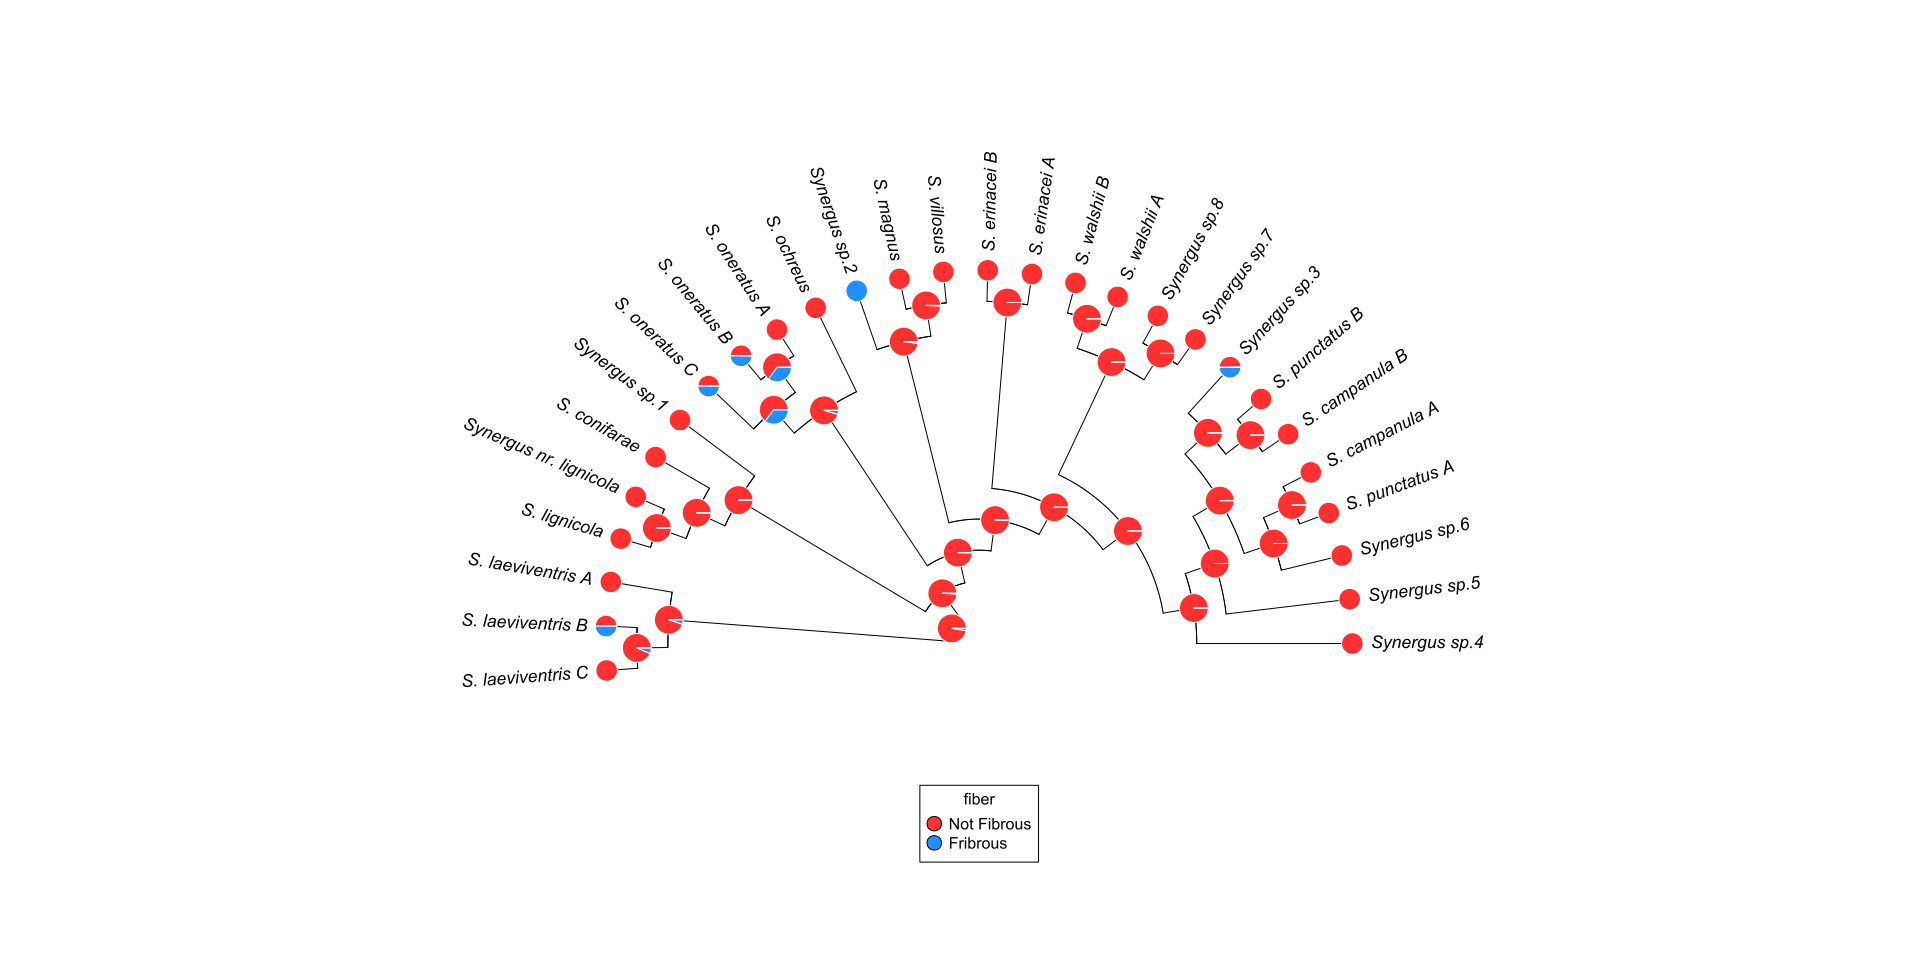 S. laeviventris C
S. laeviventris B
S. laeviventris A
S. lignicola
Synergus nr. lignicola
S. conifarae
Synergus sp.1
S. oneratus C
S. oneratus B
S. oneratus A
S. ochreus
Synergus sp.2
S. magnus
S. villosus
S. erinacei B
S. erinacei A
S. walshii B
S. walshii A
Synergus sp.8
Synergus sp.7
Synergus sp.3
S. punctatus B
S. campanula B
S. campanula A
S. punctatus A
Synergus sp.6
Synergus sp.5
Synergus sp.4
fiber
Not Fibrous
Fribrous